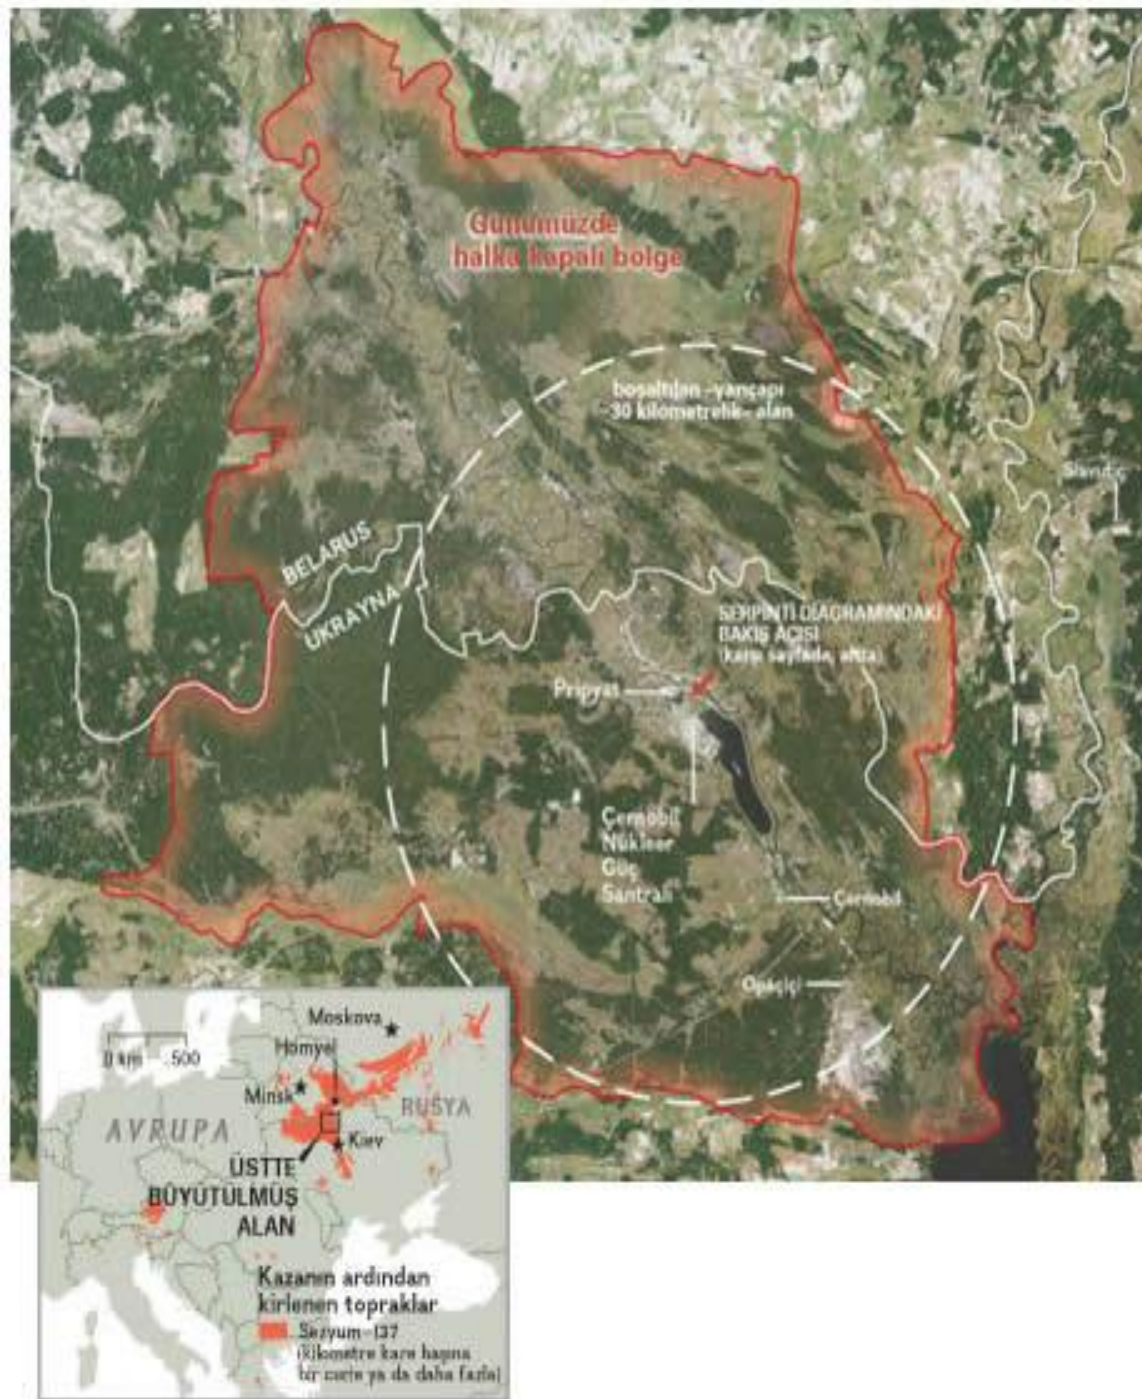 Günümüzde
halka kapalı bölge
boşaltılan –yarıçapı
30 kilometrelik– alan
Slavutiç
BELARUS
UKRAYNA
SERPİNTİ DİAGRAMINDAKİ
BAKIŞ AÇISI
(karşı sayfada, altta)
Pripyat
Çernobil
Nükleer
Güç
Santrali
Çernobil
Opaçiçi
Moskova
0 km 500
Homyel
Minsk
RUSYA
AVRUPA
Kiev
ÜSTTE
BÜYÜTÜLMÜŞ
ALAN
Kazanın ardından
kirlenen topraklar
Sezyum–137
(kilometre kare başına
bir curie ya da daha fazla)